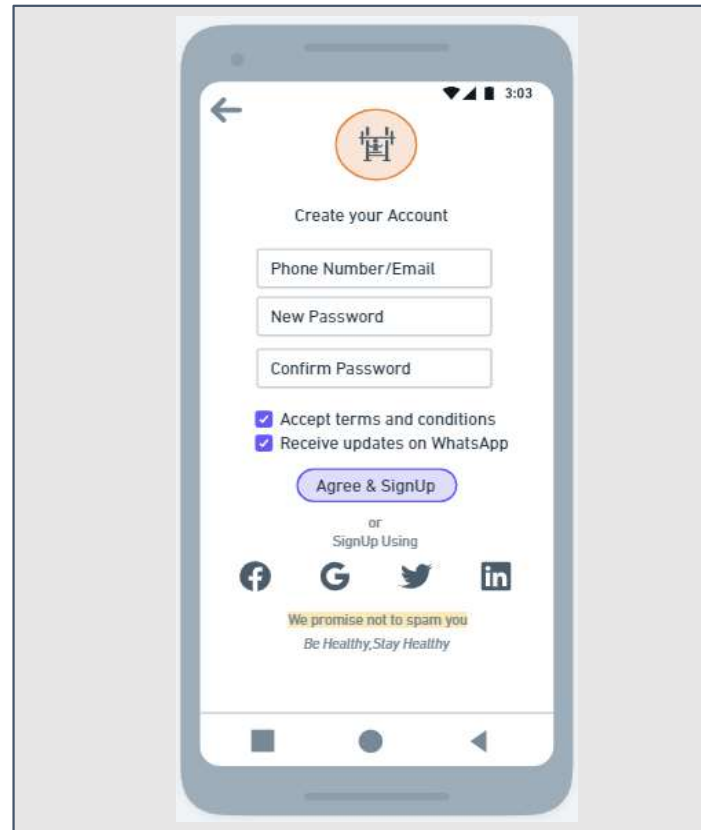 3:03
Create your Account
Phone Number/Email
New Password
Confirm Password
Accept terms and conditions
Receive updates on WhatsApp
Agree & SignUp
or
SignUp Using
We promise not to spam you
Be Healthy,Stay Healthy